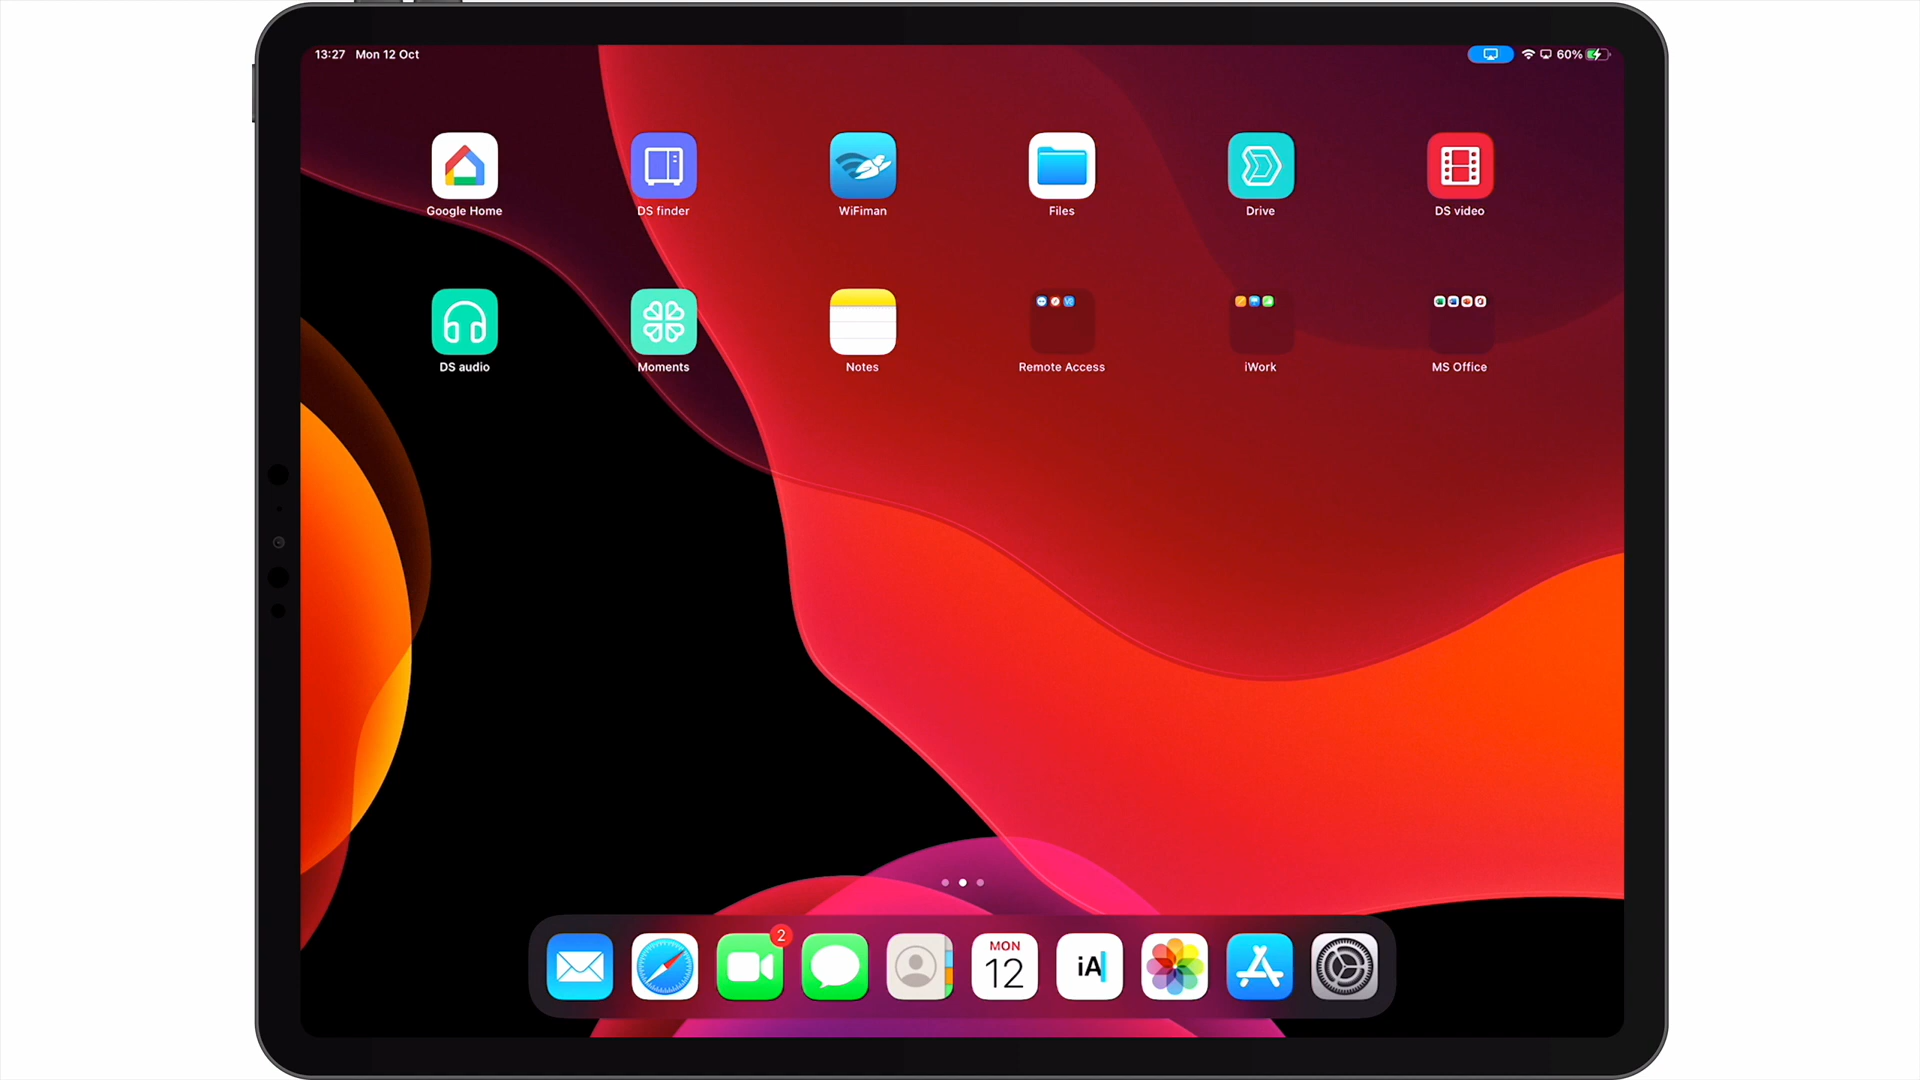 13:27 Mon 12 Oct
60%
Google Home
DS finder
WiFiman
Files
Drive
DS video
DS audio
Moments
Notes
Remote Access
iWork
MS Office
2
MON
12
iA